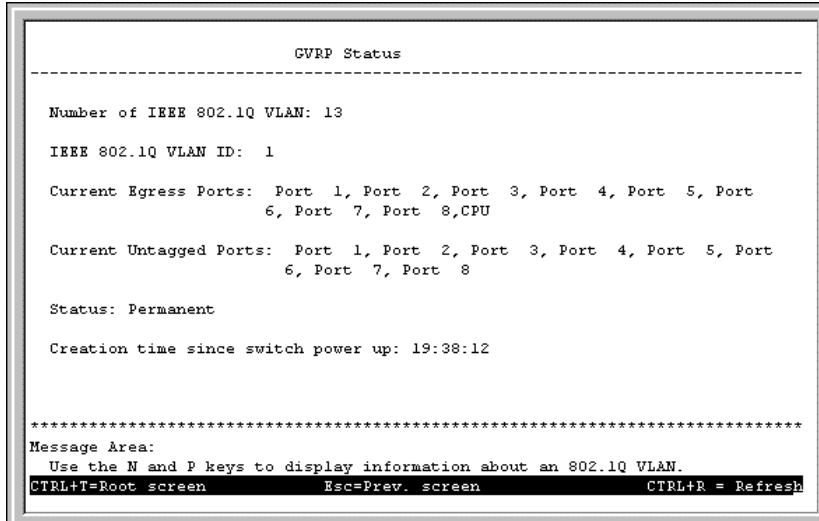 GVRP Status
--------------------------------------------------------------------------------
Number of IEEE 802.1Q VLAN: 13
IEEE 802.1Q VLAN ID:  1
Current Egress Ports:  Port  1, Port  2, Port  3, Port  4, Port  5, Port
6, Port  7, Port  8,CPU
Current Untagged Ports:  Port  1, Port  2, Port  3, Port  4, Port  5, Port
6, Port  7, Port  8
Status: Permanent
Creation time since switch power up: 19:38:12
********************************************************************************
Message Area:
Use the N and P keys to display information about an 802.1Q VLAN.
CTRL+T=Root screen            Esc=Prev. screen                 CTRL+R = Refresh